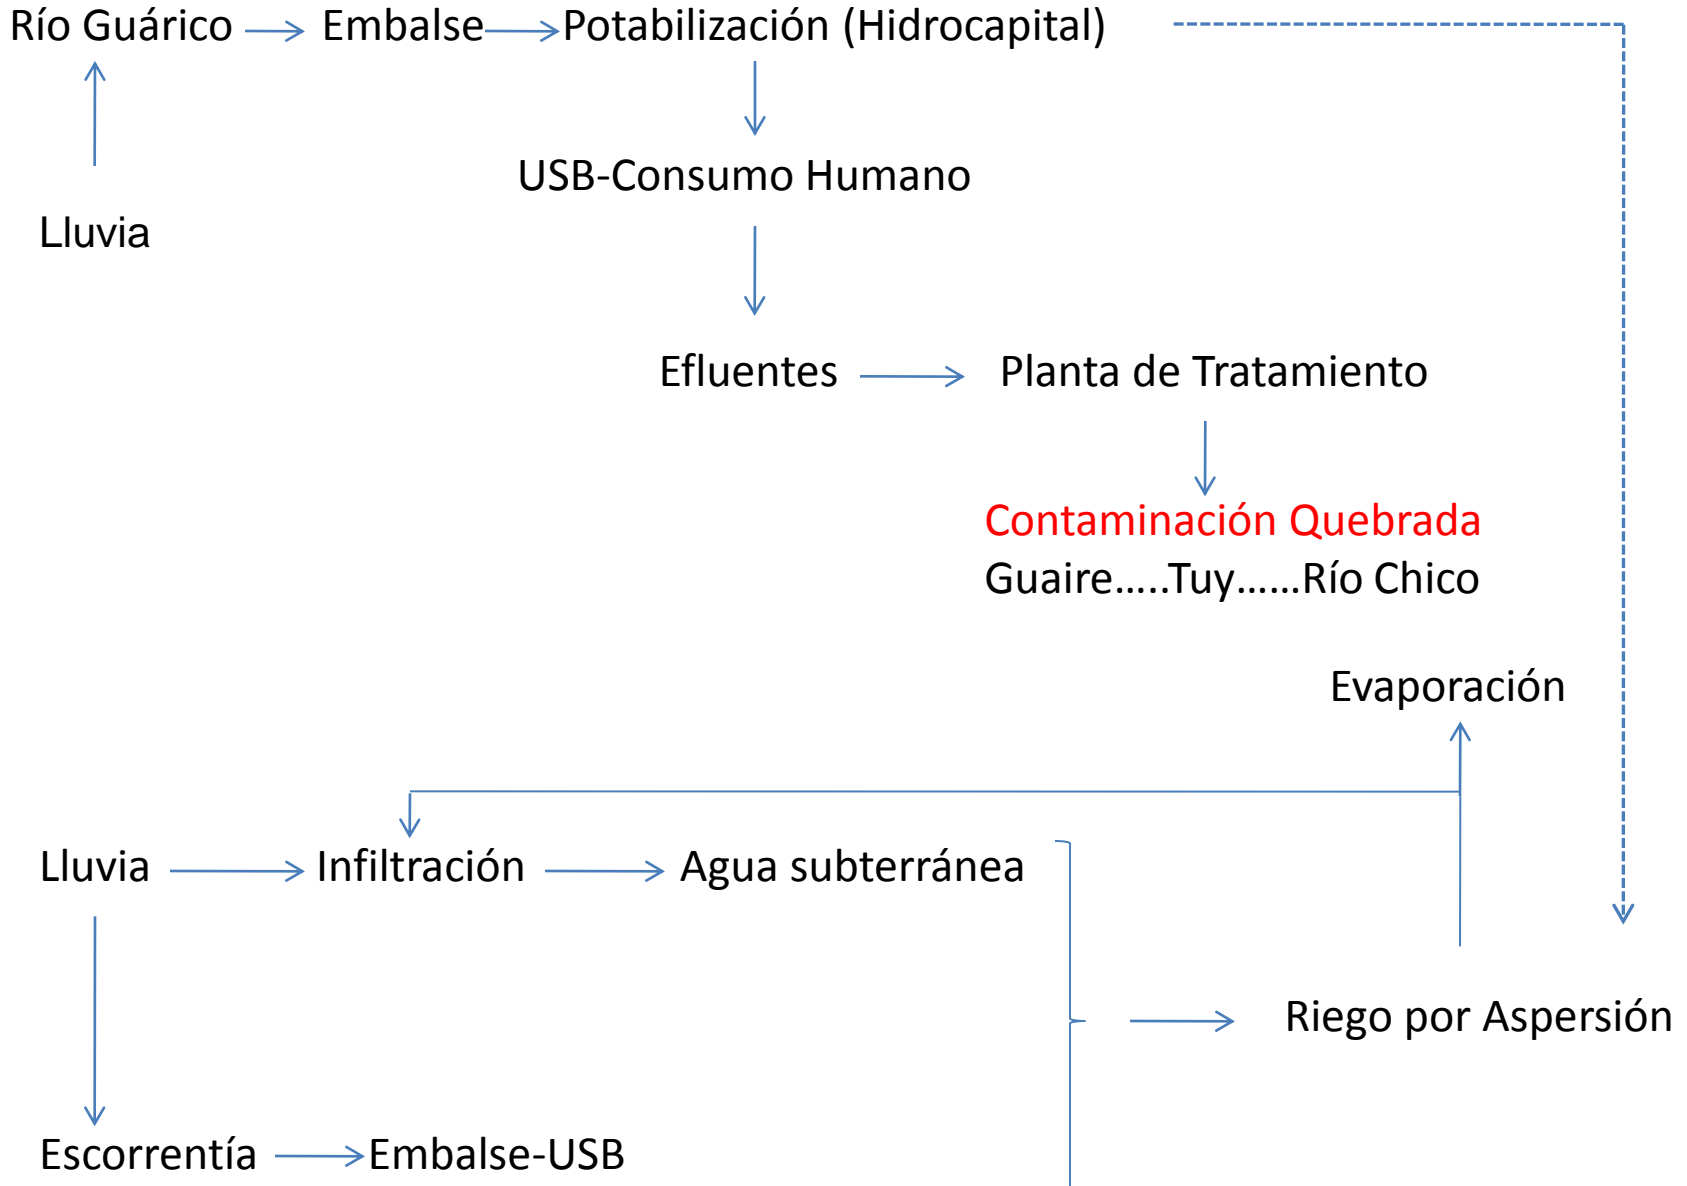 Río Guárico Embalse Potabilización (Hidrocapital)
USB-Consumo Humano
Lluvia
Efluentes Planta de Tratamiento
Contaminación Quebrada
Guaire.....Tuy......Río Chico
Evaporación
Lluvia Infiltración Agua subterránea
Riego por Aspersión
Escorrentía Embalse-USB